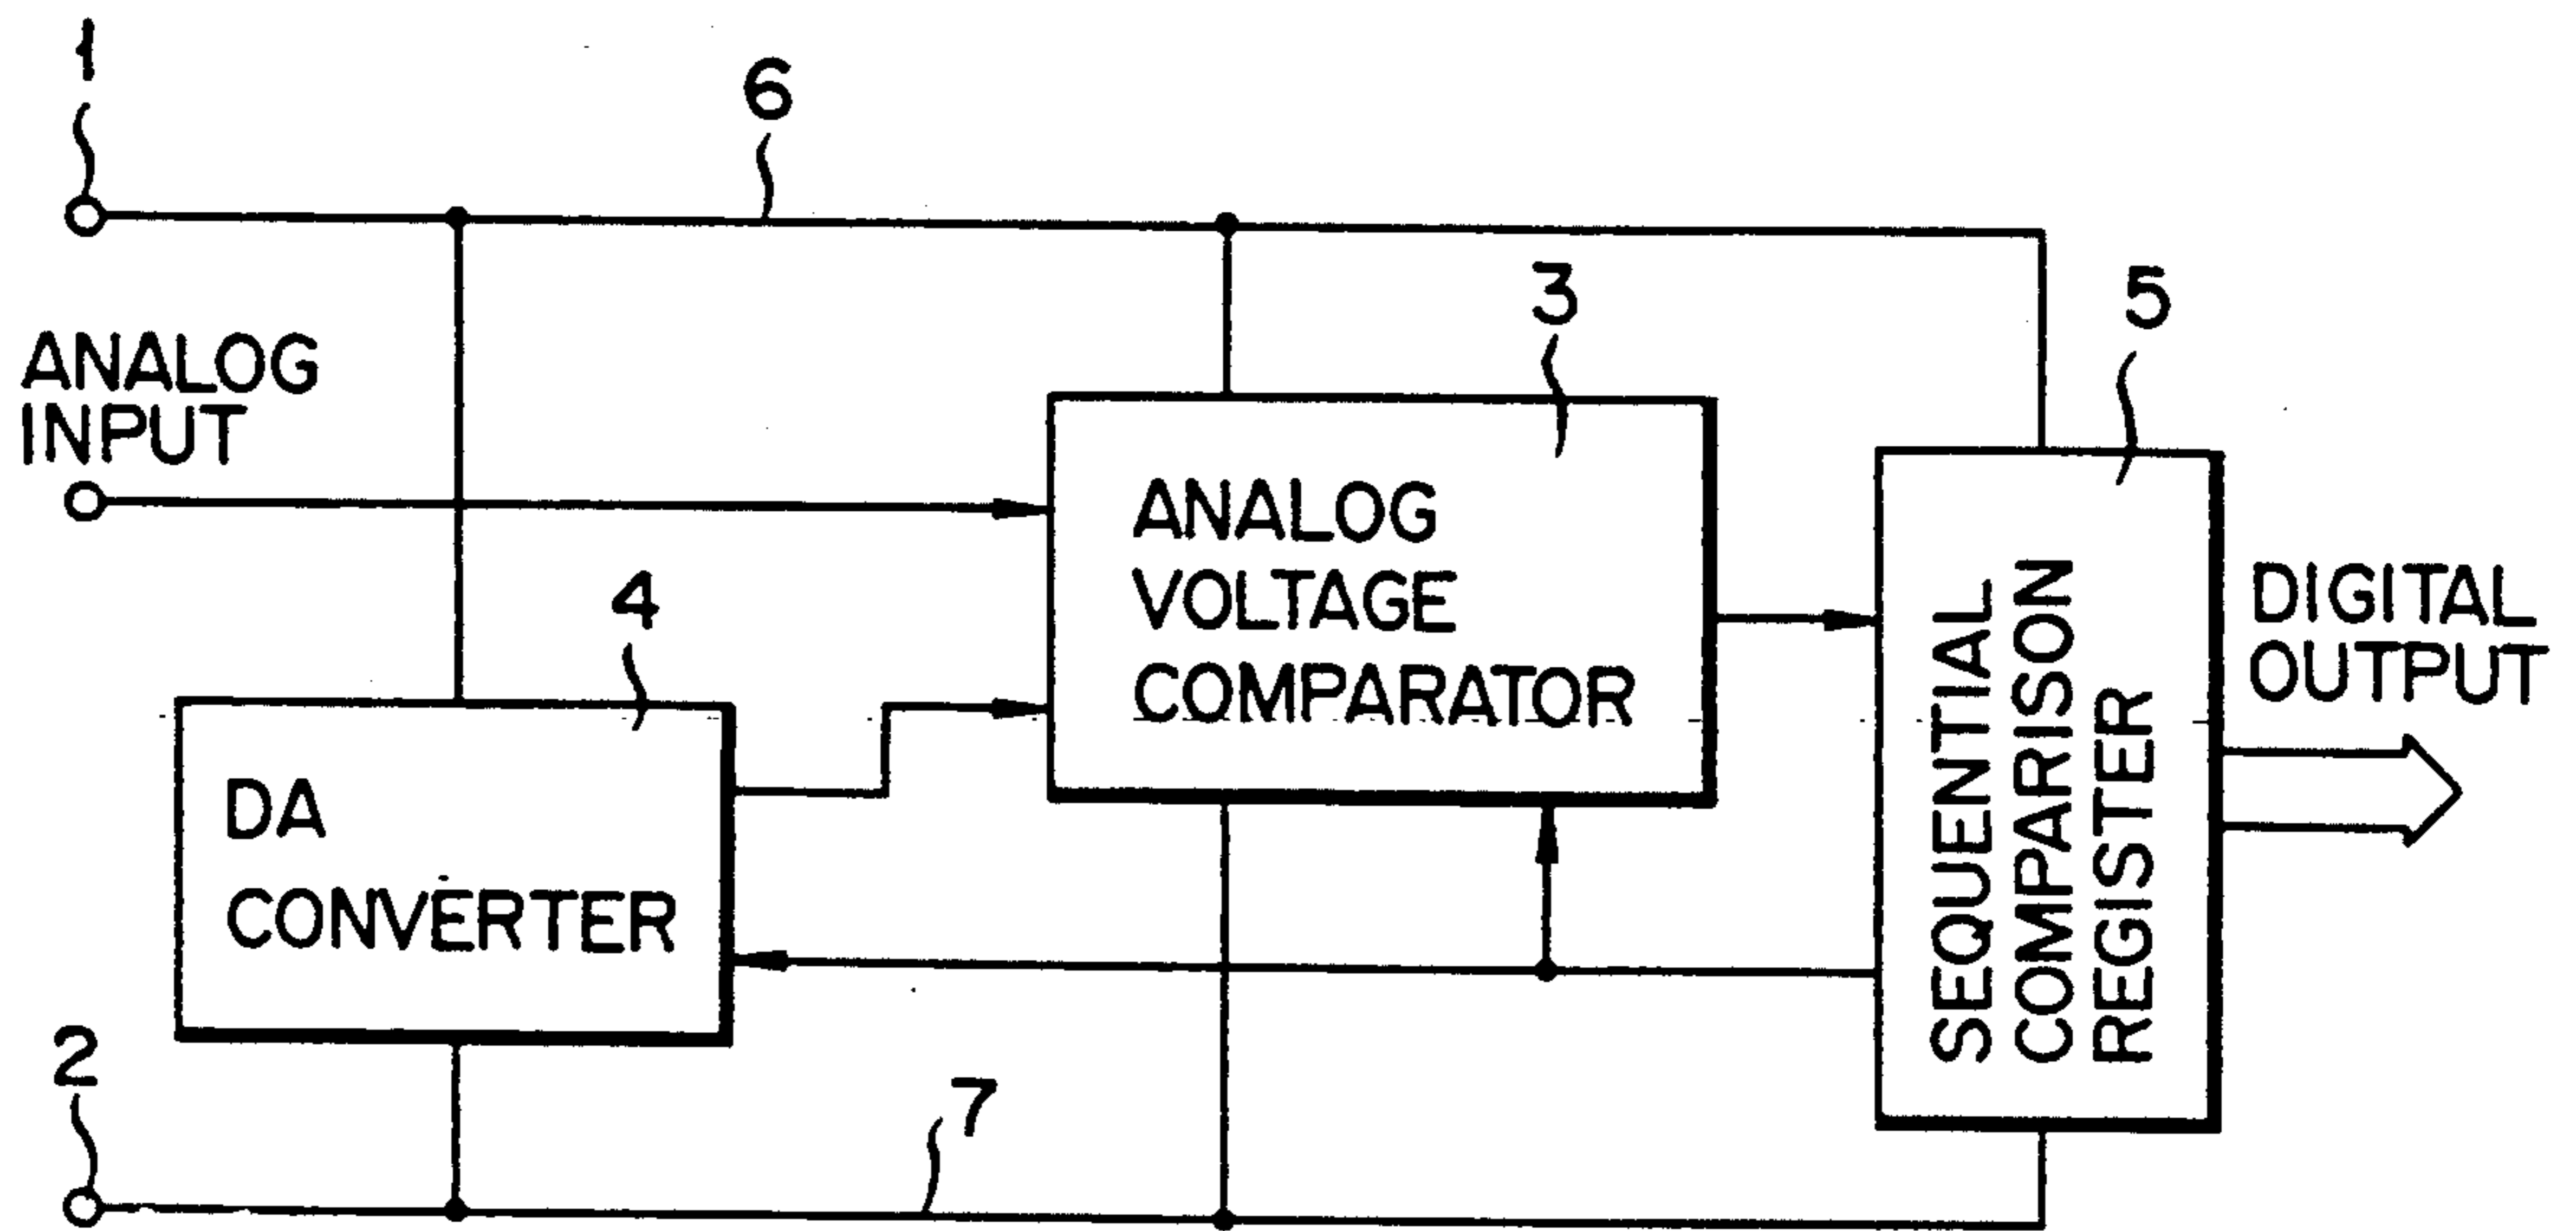 1
6
3
5
ANALOG
INPUT
ANALOG
VOLTAGE
COMPARATOR
4
DA
CONVERTER
SEQUENTIAL
COMPARISON
REGISTER
DIGITAL
OUTPUT
2
7